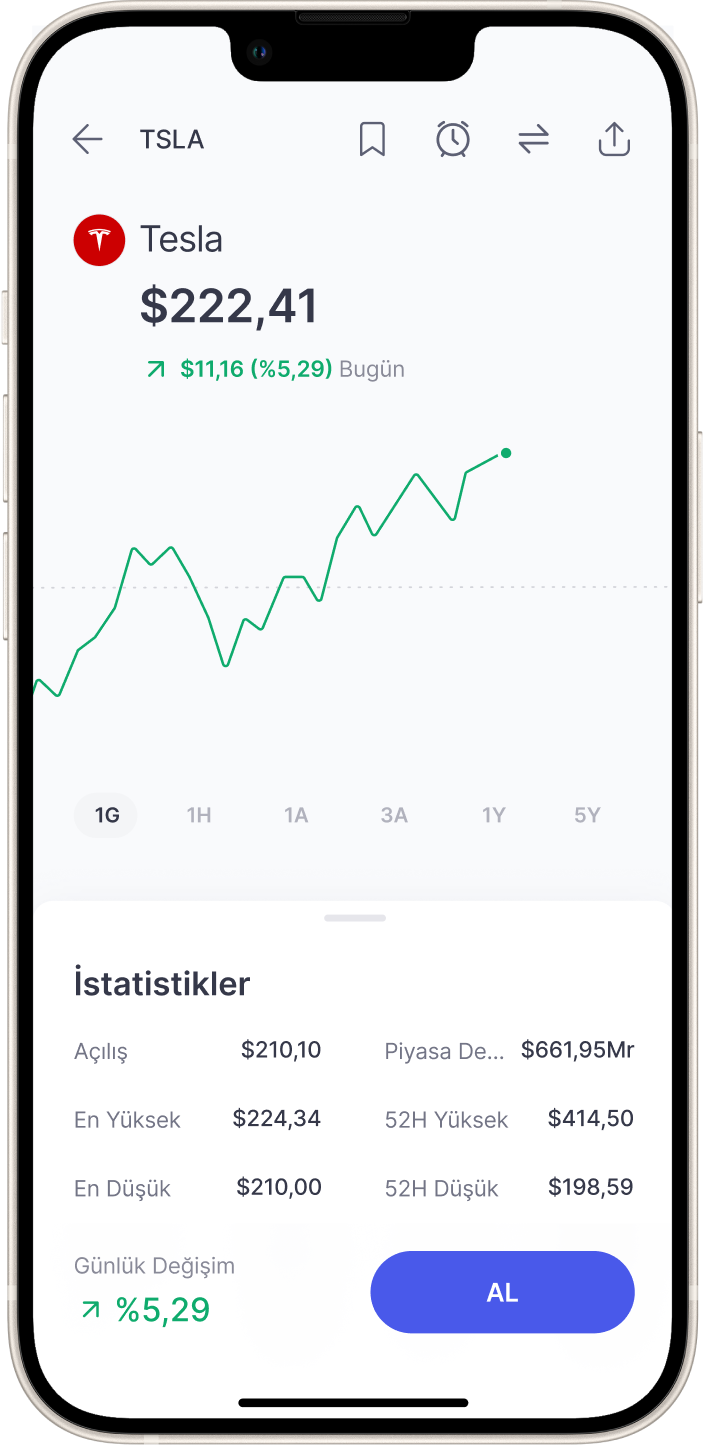 TSLA
Tesla
$222,41
$11,16 (%5,29) Bugün
1G 1H 1A 3A 1Y 5Y
İstatistikler
Açılış $210,10 Piyasa De... $661,95Mr
En Yüksek $224,34 52H Yüksek $414,50
En Düşük $210,00 52H Düşük $198,59
Günlük Değişim
%5,29
AL